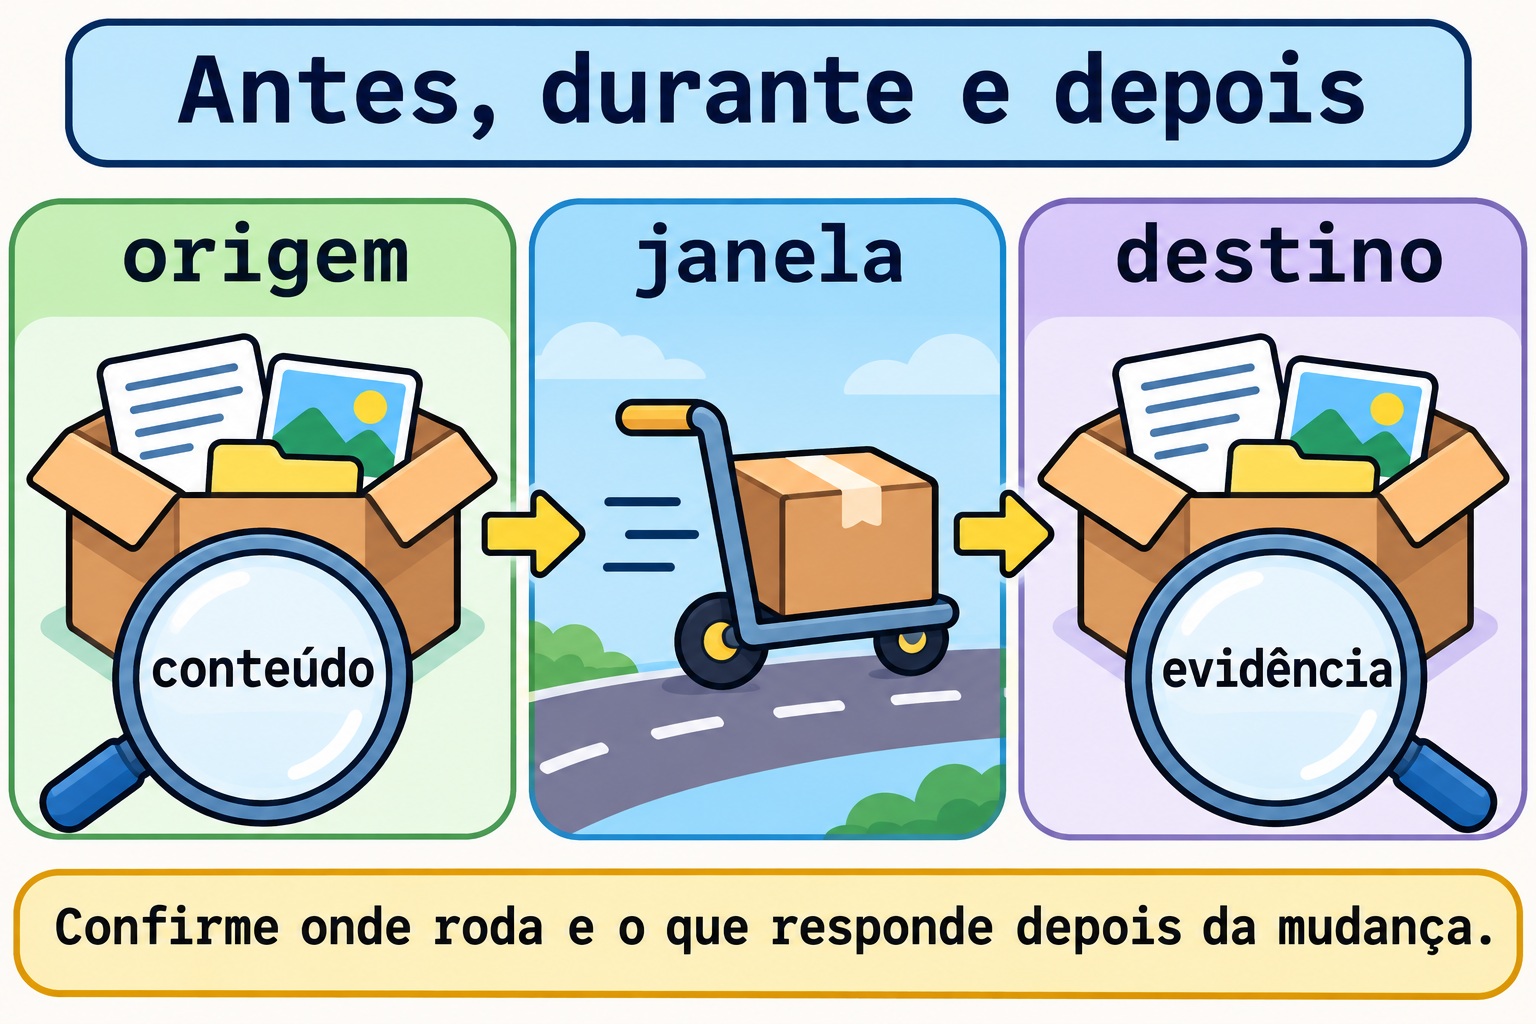 Antes, durante e depois
origem
janela
destino
conteúdo
evidência
Confirme onde roda e o que responde depois da mudança.